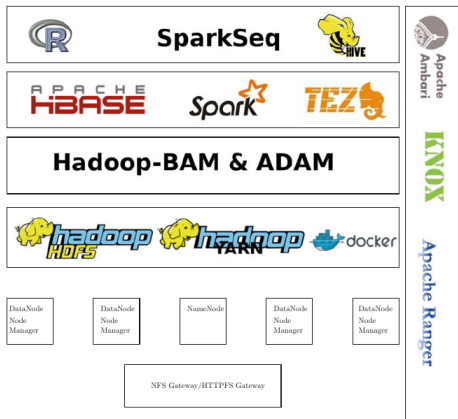 R
SparkSeq
HIVE
APACHE
HBASE
Spark
TEZ
Hadoop-BAM & ADAM
hadoop
HDFS
hadoop
YARN
docker
DataNode
Node
Manager
DataNode
Node
Manager
NameNode
DataNode
Node
Manager
DataNode
Node
Manager
NFS Gateway/HTTPFS Gateway
Apache
Ambari
KNOX
Apache Ranger